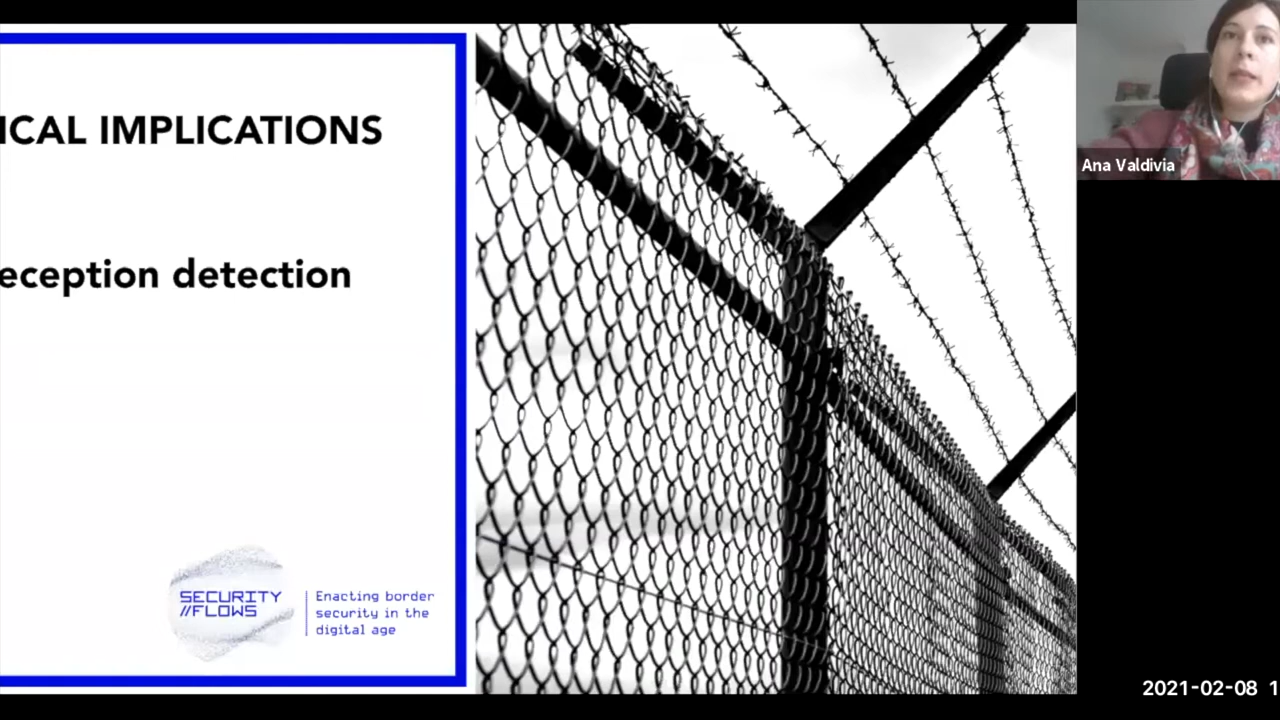 ICAL IMPLICATIONS
eception detection
SECURITY
//FLOWS
Enacting border
security in the
digital age
Ana Valdivia
2021-02-08 1